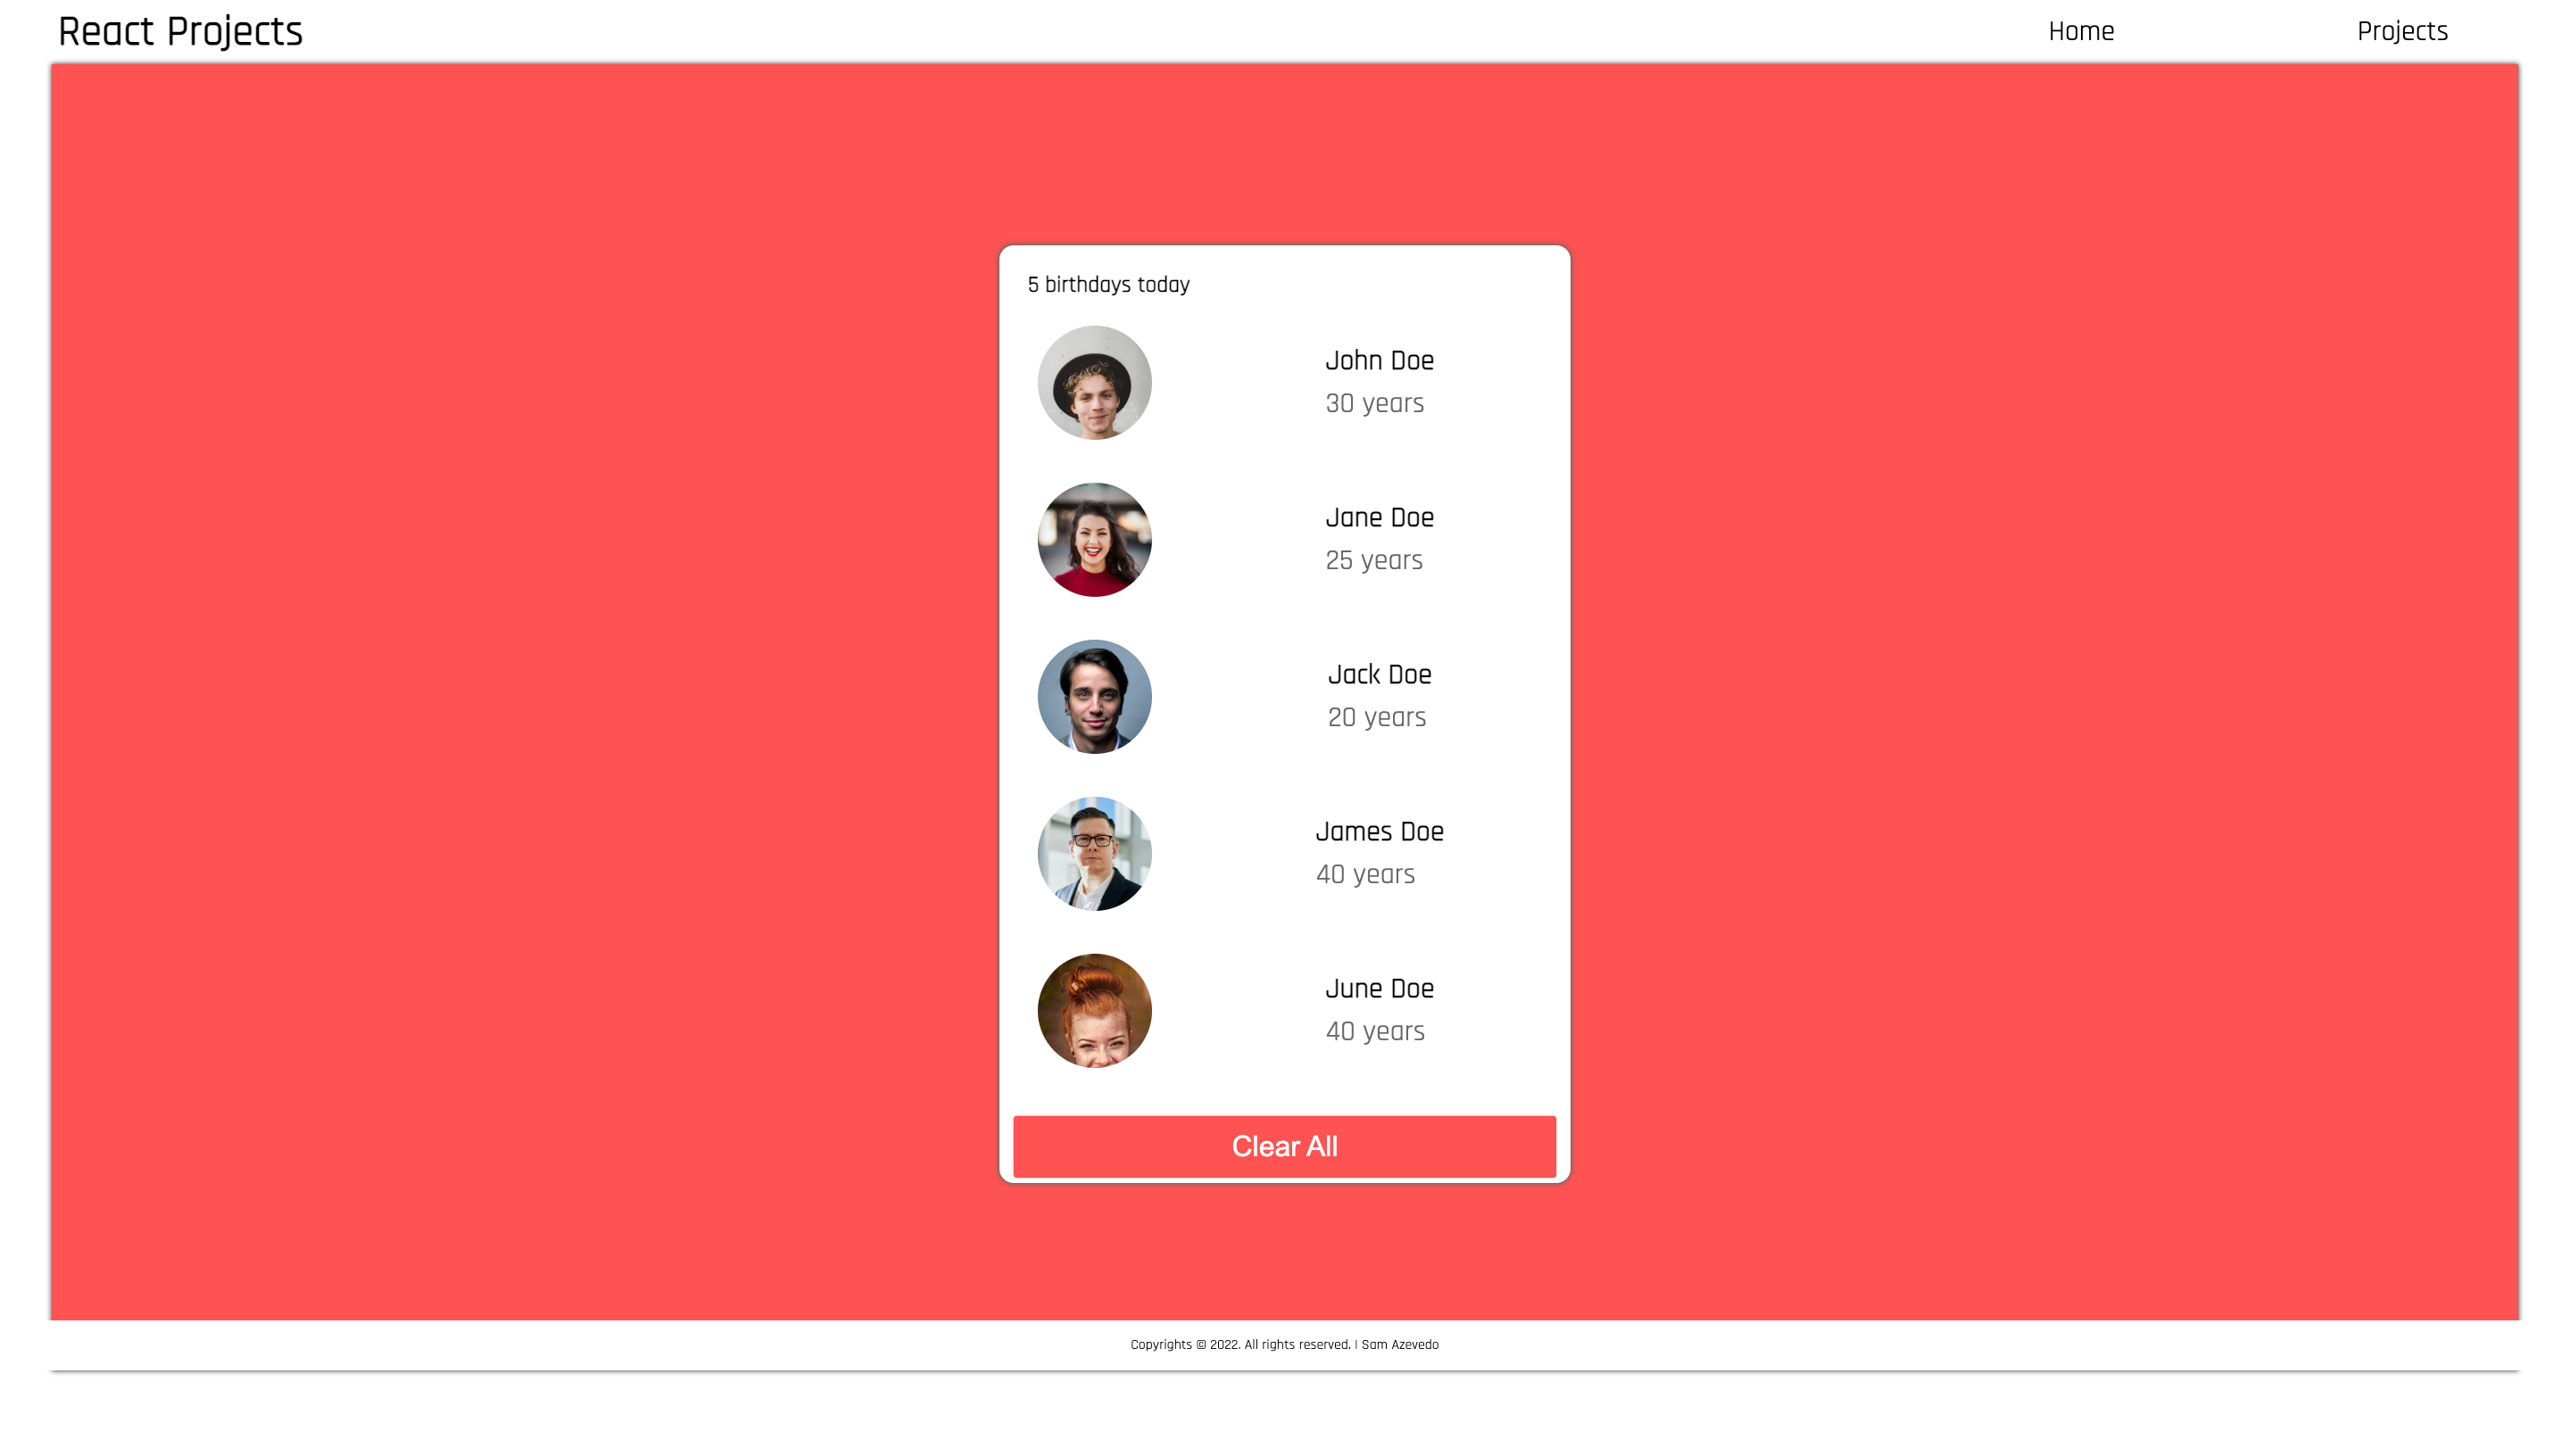 React Projects
Home
Projects
5 birthdays today
John Doe
30 years
Jane Doe
25 years
Jack Doe
20 years
James Doe
40 years
June Doe
40 years
Clear All
Copyrights © 2022. All rights reserved. | Sam Azevedo